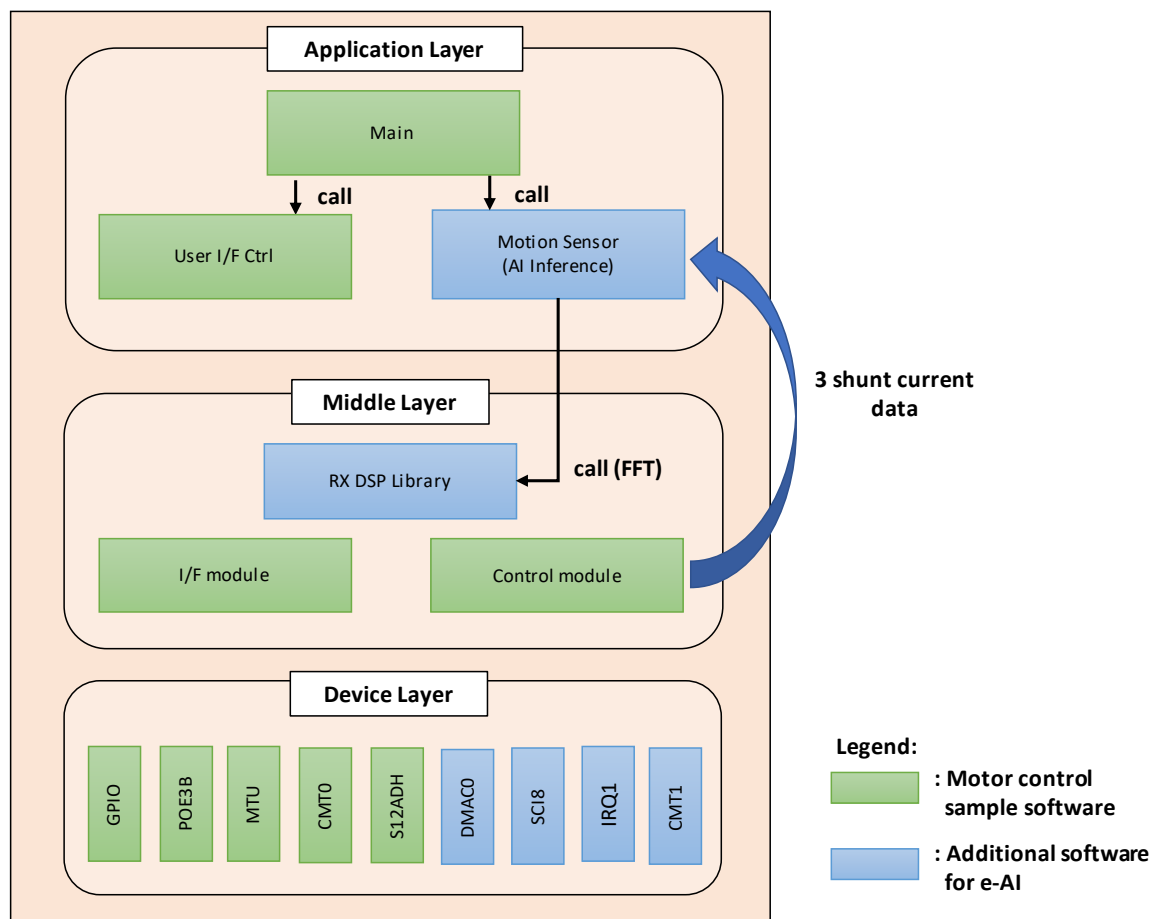 Application Layer
Main
call
call
User I/F Ctrl
Motion Sensor
(AI Inference)
3 shunt current
data
Middle Layer
RX DSP Library
call (FFT)
I/F module
Control module
Device Layer
GPIO
POE3B
MTU
CMT0
S12ADH
DMAC0
SCI8
IRQ1
CMT1
Legend:
: Motor control
sample software
: Additional software
for e-AI